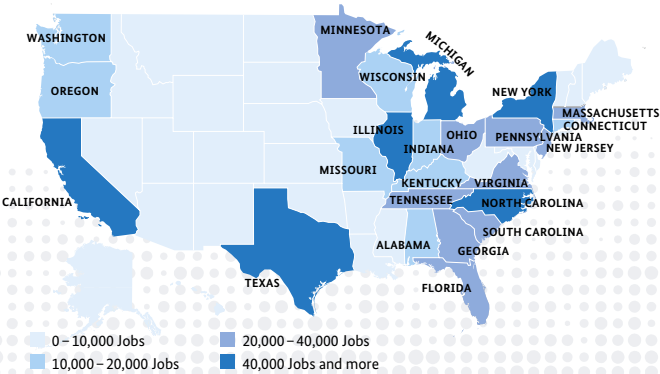 WASHINGTON
MINNESOTA
MICHIGAN
WISCONSIN
OREGON
NEW YORK
MASSACHUSETTS
CONNECTICUT
ILLINOIS
OHIO
PENNSYLVANIA
INDIANA
NEW JERSEY
MISSOURI
KENTUCKY
VIRGINIA
CALIFORNIA
TENNESSEE
NORTH CAROLINA
SOUTH CAROLINA
ALABAMA
GEORGIA
TEXAS
FLORIDA
0–10,000 Jobs
10,000–20,000 Jobs
20,000–40,000 Jobs
40,000 Jobs and more